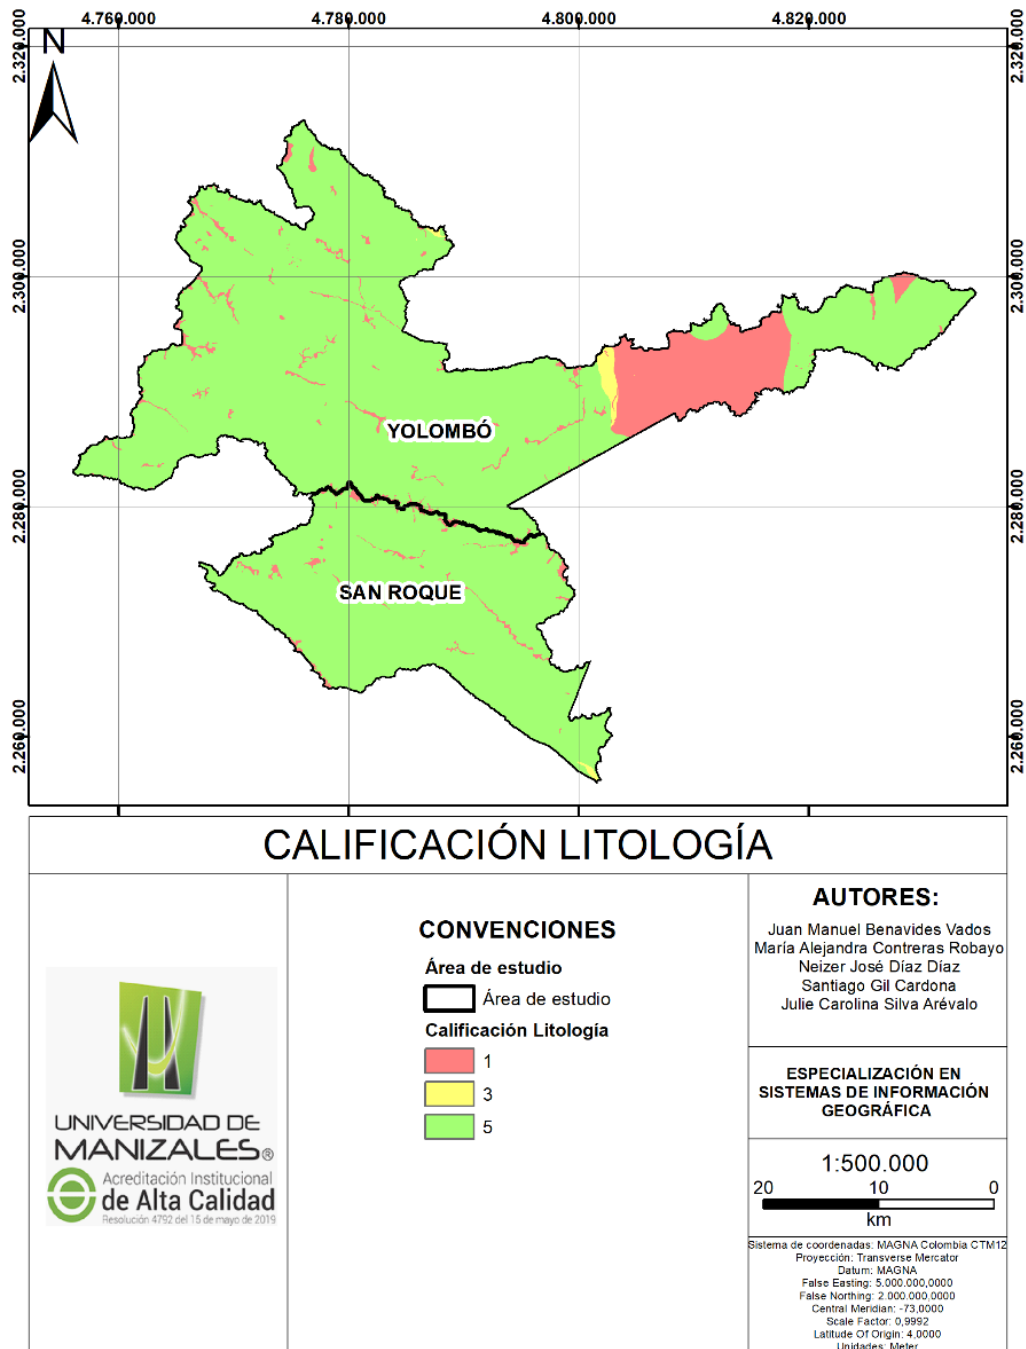 4.760.000 4.780.000 4.800.000 4.820.000
N
2.320.000 2.320.000
2.300.000 2.300.000
YOLOMBÓ
2.280.000 2.280.000
SAN ROQUE
2.260.000 2.260.000
CALIFICACIÓN LITOLOGÍA
UNIVERSIDAD DE
MANIZALES®
Acreditación Institucional
de Alta Calidad
Resolución 4792 del 15 de mayo de 2019
CONVENCIONES
Área de estudio
Área de estudio
Calificación Litología
1
3
5
AUTORES:
Juan Manuel Benavides Vados
María Alejandra Contreras Robayo
Neizer José Díaz Díaz
Santiago Gil Cardona
Julie Carolina Silva Arévalo
ESPECIALIZACIÓN EN
SISTEMAS DE INFORMACIÓN
GEOGRÁFICA
1:500.000
20 10 0
km
Sistema de coordenadas: MAGNA Colombia CTM12
Proyección: Transverse Mercator
Datum: MAGNA
False Easting: 5.000.000,0000
False Northing: 2.000.000,0000
Central Meridian: -73,0000
Scale Factor: 0,9992
Latitude Of Origin: 4,0000
Unidades: Meter